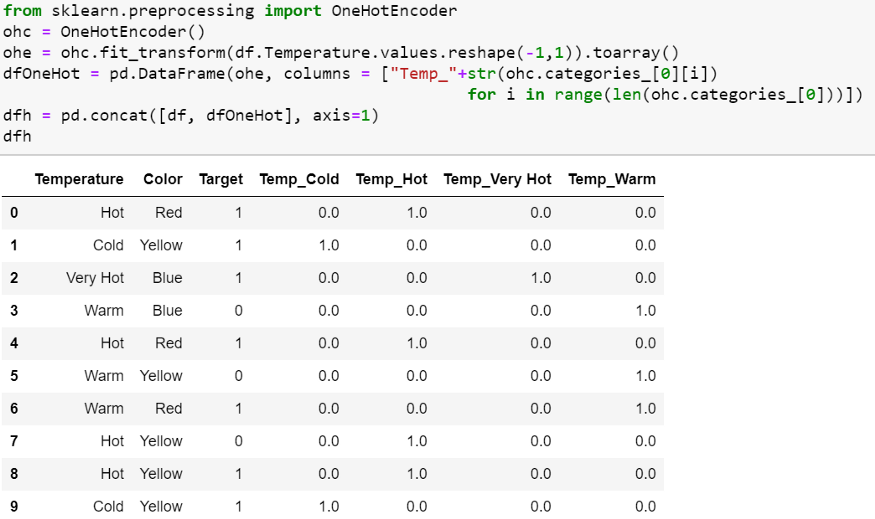 from sklearn.preprocessing import OneHotEncoder
ohc = OneHotEncoder()
ohe = ohc.fit_transform(df.Temperature.values.reshape(-1,1)).toarray()
dfOneHot = pd.DataFrame(ohe, columns = ["Temp_"+str(ohc.categories_[0][i])
for i in range(len(ohc.categories_[0]))])
dfh = pd.concat([df, dfOneHot], axis=1)
dfh
Temperature Color Target Temp_Cold Temp_Hot Temp_Very Hot Temp_Warm
0 Hot Red 1 0.0 1.0 0.0 0.0
1 Cold Yellow 1 1.0 0.0 0.0 0.0
2 Very Hot Blue 1 0.0 0.0 1.0 0.0
3 Warm Blue 0 0.0 0.0 0.0 1.0
4 Hot Red 1 0.0 1.0 0.0 0.0
5 Warm Yellow 0 0.0 0.0 0.0 1.0
6 Warm Red 1 0.0 0.0 0.0 1.0
7 Hot Yellow 0 0.0 1.0 0.0 0.0
8 Hot Yellow 1 0.0 1.0 0.0 0.0
9 Cold Yellow 1 1.0 0.0 0.0 0.0